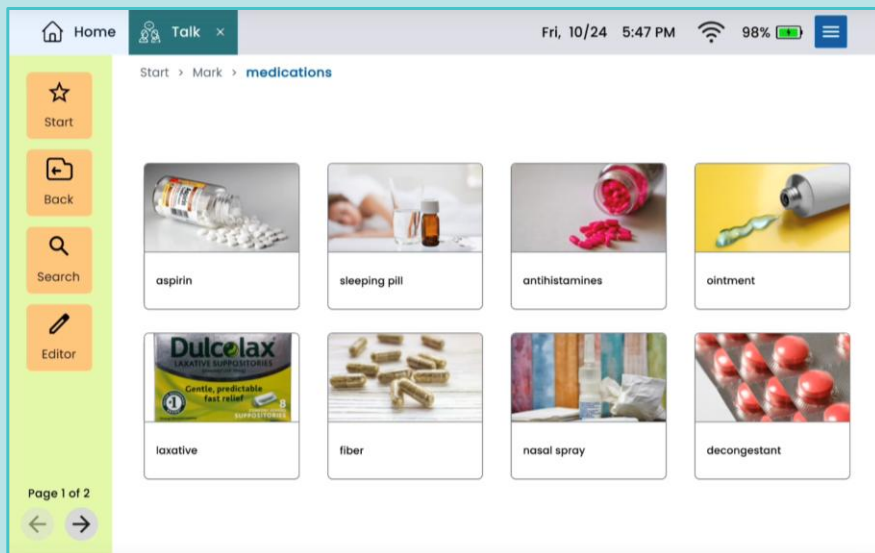 Home
Talk ×
Fri, 10/24 5:47 PM 98%
Start > Mark > medications
Start
Back
Search
Editor
aspirin
sleeping pill
antihistamines
ointment
Dulcolax
LAXATIVE SUPPOSITORIES
Gentle, predictable
fast relief
#1
8
SUPPOSITORIES
laxative
fiber
nasal spray
decongestant
Page 1 of 2